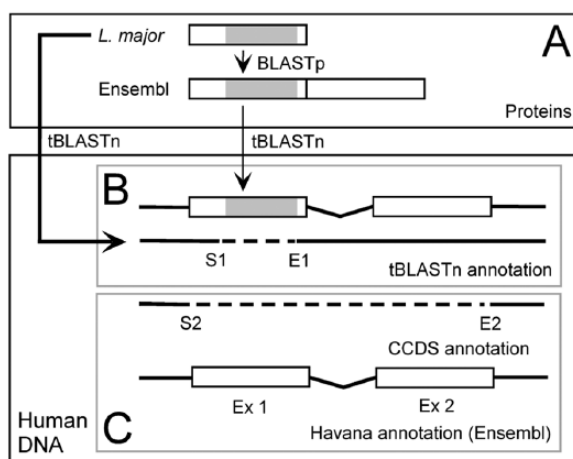 L. major
A
BLASTp
Ensembl
Proteins
tBLASTn
tBLASTn
B
S1
E1
tBLASTn annotation
S2
E2
CCDS annotation
Ex 1
Ex 2
Human
DNA
C
Havana annotation (Ensembl)